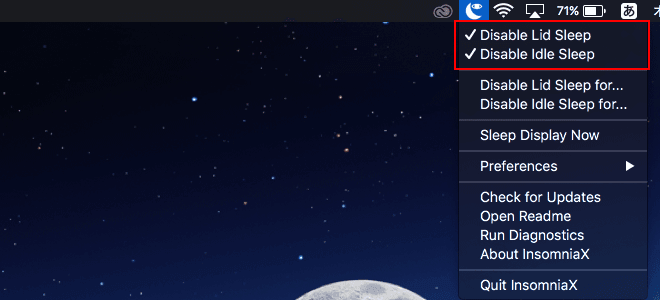 71% あ
Disable Lid Sleep
Disable Idle Sleep
Disable Lid Sleep for...
Disable Idle Sleep for...
Sleep Display Now
Preferences
Check for Updates
Open Readme
Run Diagnostics
About InsomniaX
Quit InsomniaX